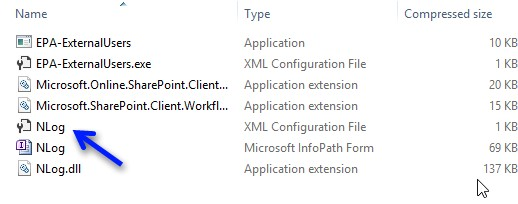 Name Type Compressed size
EPA-ExternalUsers Application 10 KB
EPA-ExternalUsers.exe XML Configuration File 1 KB
Microsoft.Online.SharePoint.Client... Application extension 20 KB
Microsoft.SharePoint.Client.Workfl... Application extension 15 KB
NLog XML Configuration File 1 KB
NLog Microsoft InfoPath Form 69 KB
NLog.dll Application extension 137 KB